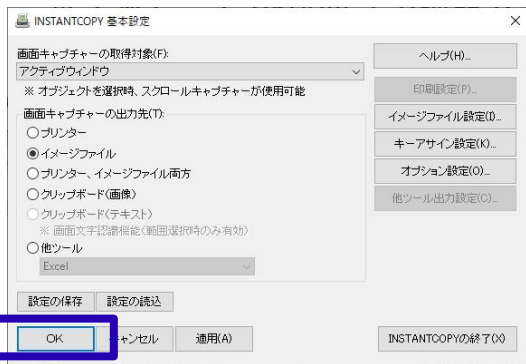 INSTANTCOPY 基本設定
画面キャプチャーの取得対象(F):
アクティブウィンドウ
※ オブジェクトを選択時、スクロールキャプチャーが使用可能
画面キャプチャーの出力先(T):
プリンター
イメージファイル
プリンター、イメージファイル両方
クリップボード(画像)
クリップボード(テキスト)
※ 画面文字認識機能(範囲選択時のみ有効)
他ツール
Excel
設定の保存 設定の読込
OK キャンセル 適用(A)
ヘルプ(H)...
印刷設定(P)...
イメージファイル設定(I)...
キーアサイン設定(K)...
オプション設定(O)...
他ツール出力設定(C)...
INSTANTCOPYの終了(X)